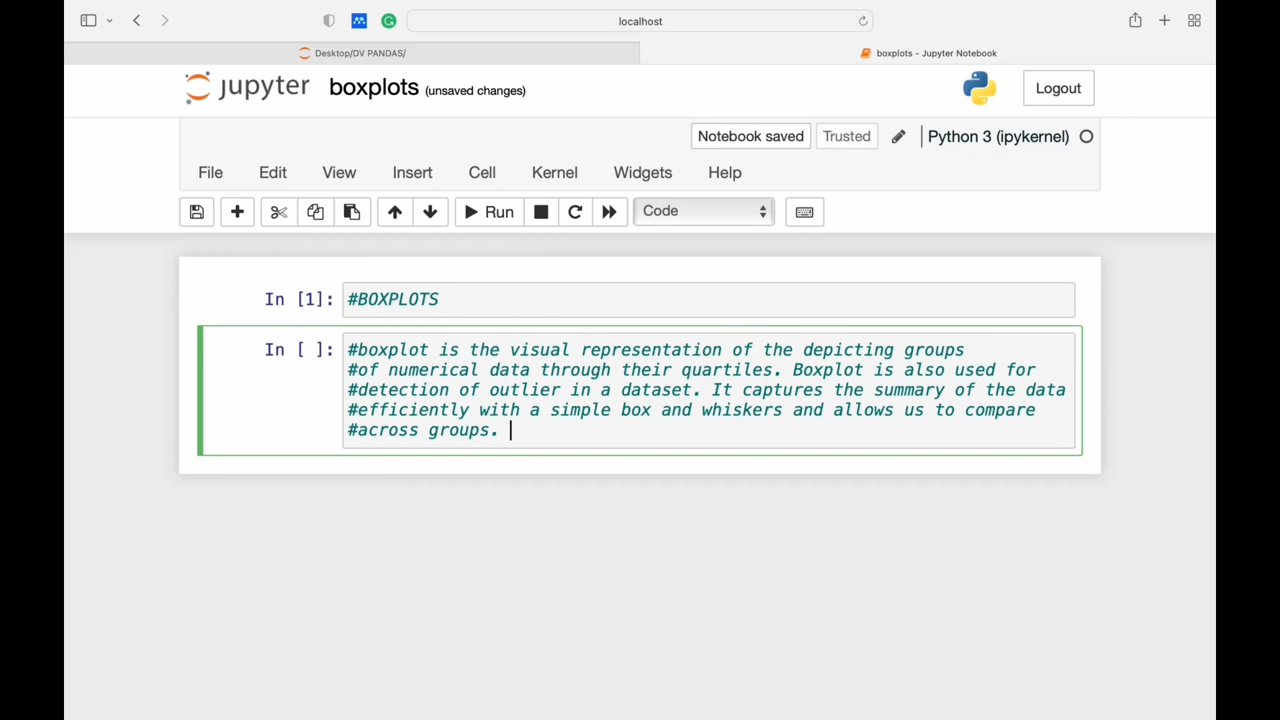 localhost
Desktop/DV PANDAS/
boxplots - Jupyter Notebook
jupyter boxplots (unsaved changes)
Logout
Notebook saved Trusted Python 3 (ipykernel)
File Edit View Insert Cell Kernel Widgets Help
Run Code
In [1]: #BOXPLOTS
In [ ]: #boxplot is the visual representation of the depicting groups
#of numerical data through their quartiles. Boxplot is also used for
#detection of outlier in a dataset. It captures the summary of the data
#efficiently with a simple box and whiskers and allows us to compare
#across groups.